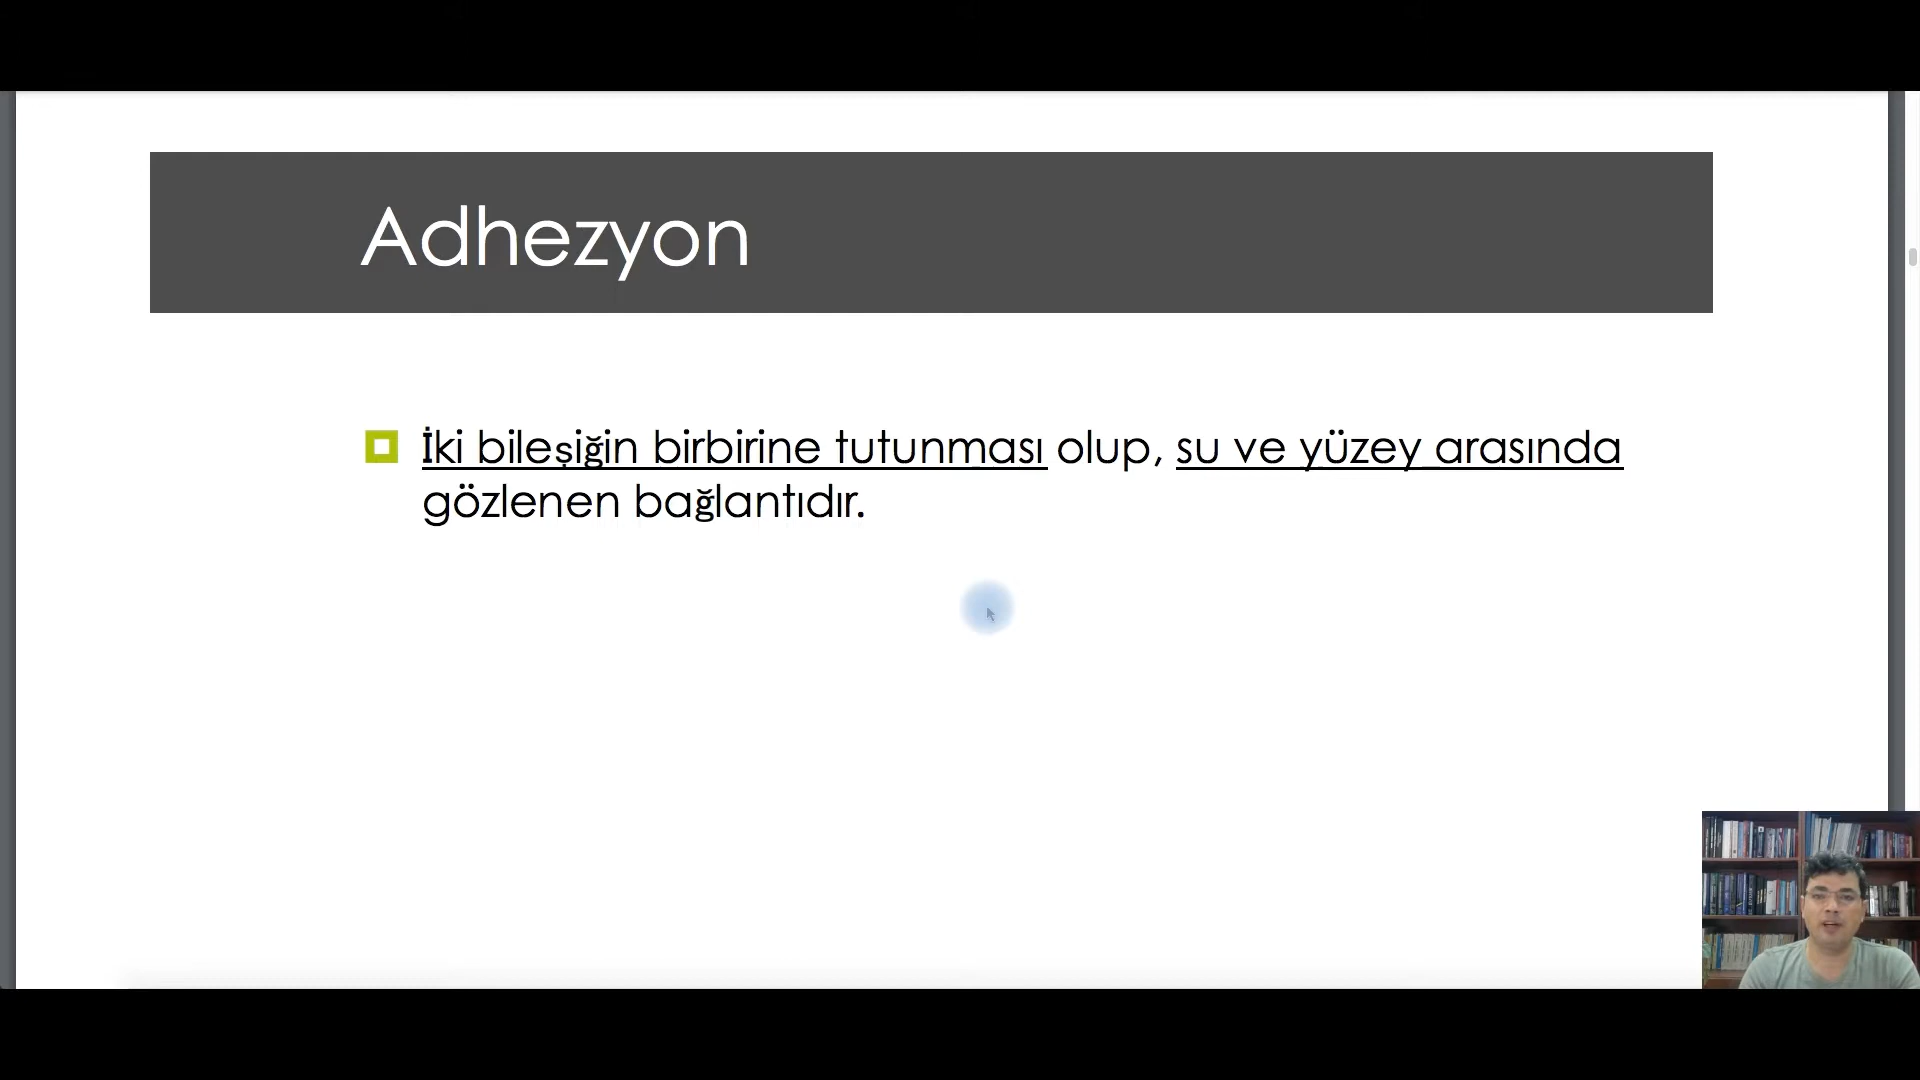 Adhezyon
İki bileşiğin birbirine tutunması olup, su ve yüzey arasında
gözlenen bağlantıdır.